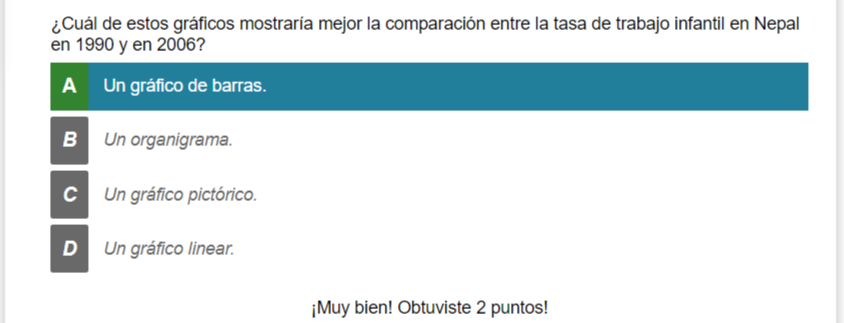 ¿Cuál de estos gráficos mostraría mejor la comparación entre la tasa de trabajo infantil en Nepal
en 1990 y en 2006?
A Un gráfico de barras.
B Un organigrama.
C Un gráfico pictórico.
D Un gráfico linear.
¡Muy bien! Obtuviste 2 puntos!